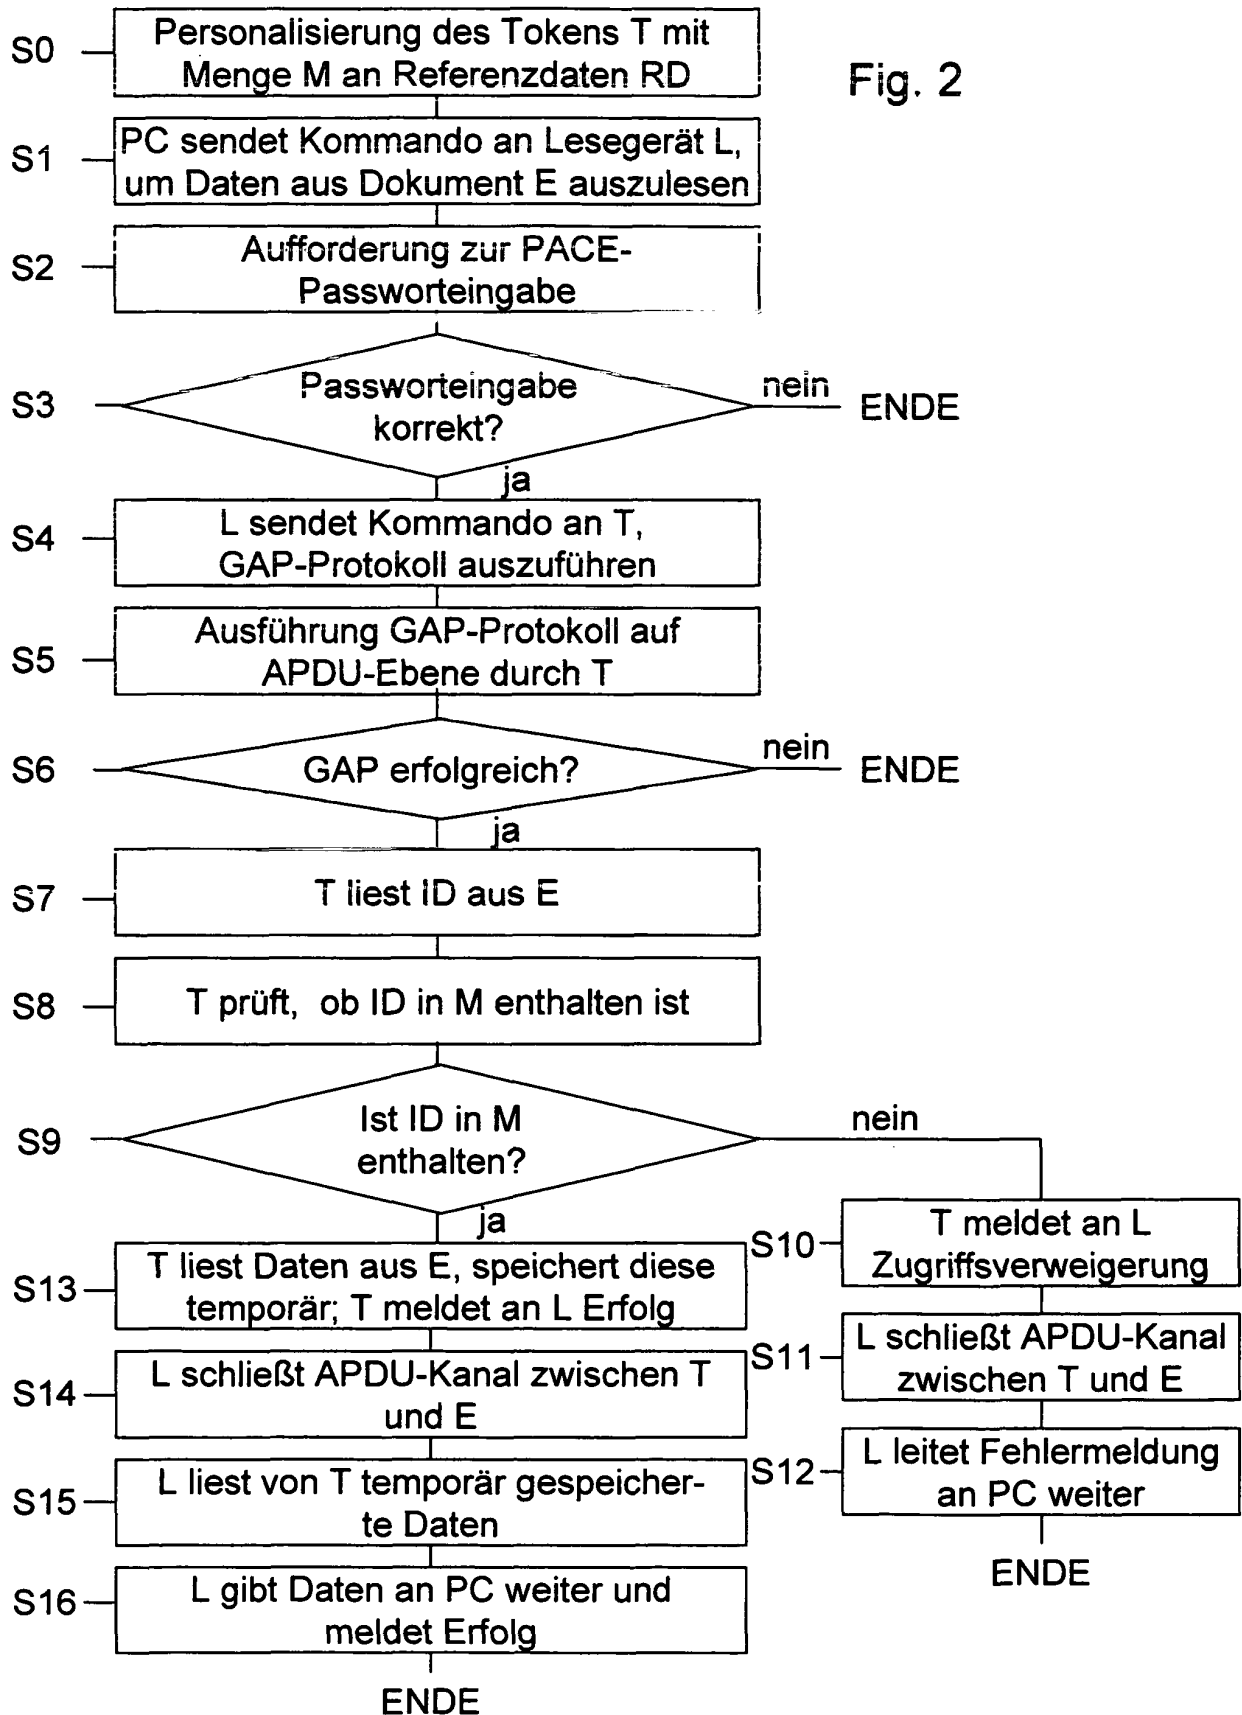 Fig. 2
S0
Personalisierung des Tokens T mit
Menge M an Referenzdaten RD
S1
PC sendet Kommando an Lesegerät L,
um Daten aus Dokument E auszulesen
S2
Aufforderung zur PACE-
Passworteingabe
S3
Passworteingabe
korrekt?
nein
ENDE
ja
S4
L sendet Kommando an T,
GAP-Protokoll auszuführen
S5
Ausführung GAP-Protokoll auf
APDU-Ebene durch T
S6
GAP erfolgreich?
nein
ENDE
ja
S7
T liest ID aus E
S8
T prüft, ob ID in M enthalten ist
S9
Ist ID in M
enthalten?
nein
ja
S10
T meldet an L
Zugriffsverweigerung
S11
L schließt APDU-Kanal
zwischen T und E
S12
L leitet Fehlermeldung
an PC weiter
ENDE
S13
T liest Daten aus E, speichert diese
temporär; T meldet an L Erfolg
S14
L schließt APDU-Kanal zwischen T
und E
S15
L liest von T temporär gespeicher-
te Daten
S16
L gibt Daten an PC weiter und
meldet Erfolg
ENDE